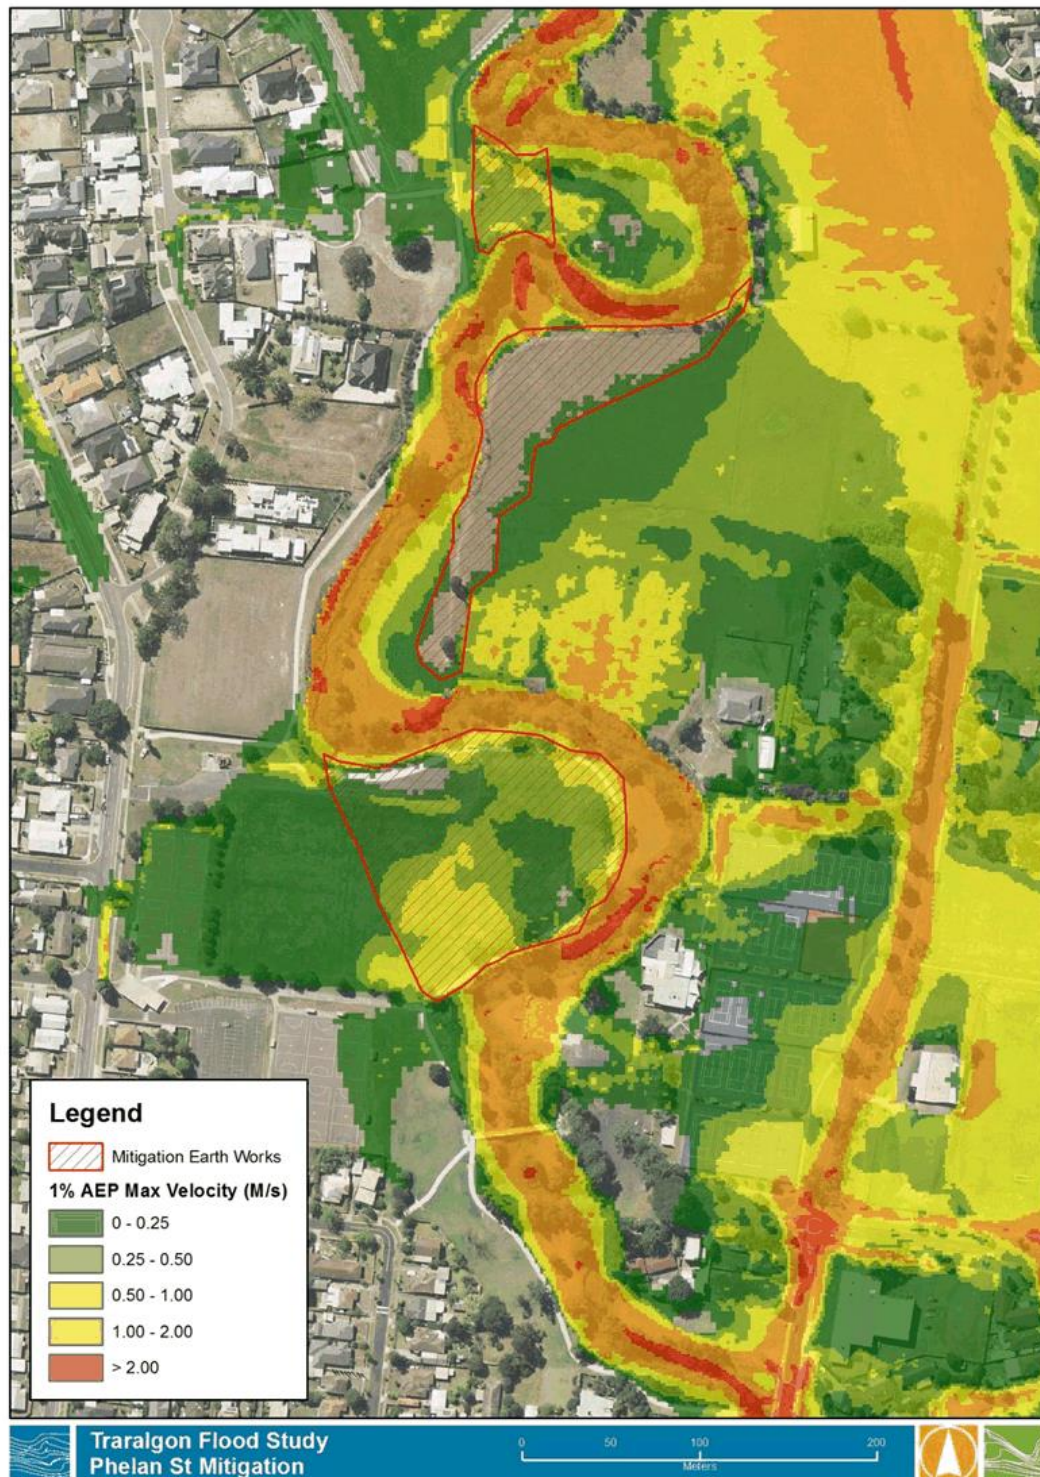 Legend
Mitigation Earth Works
1% AEP Max Velocity (M/s)
0 - 0.25
0.25 - 0.50
0.50 - 1.00
1.00 - 2.00
> 2.00
Traralgon Flood Study
Phelan St Mitigation
0 50 100 200
Meters